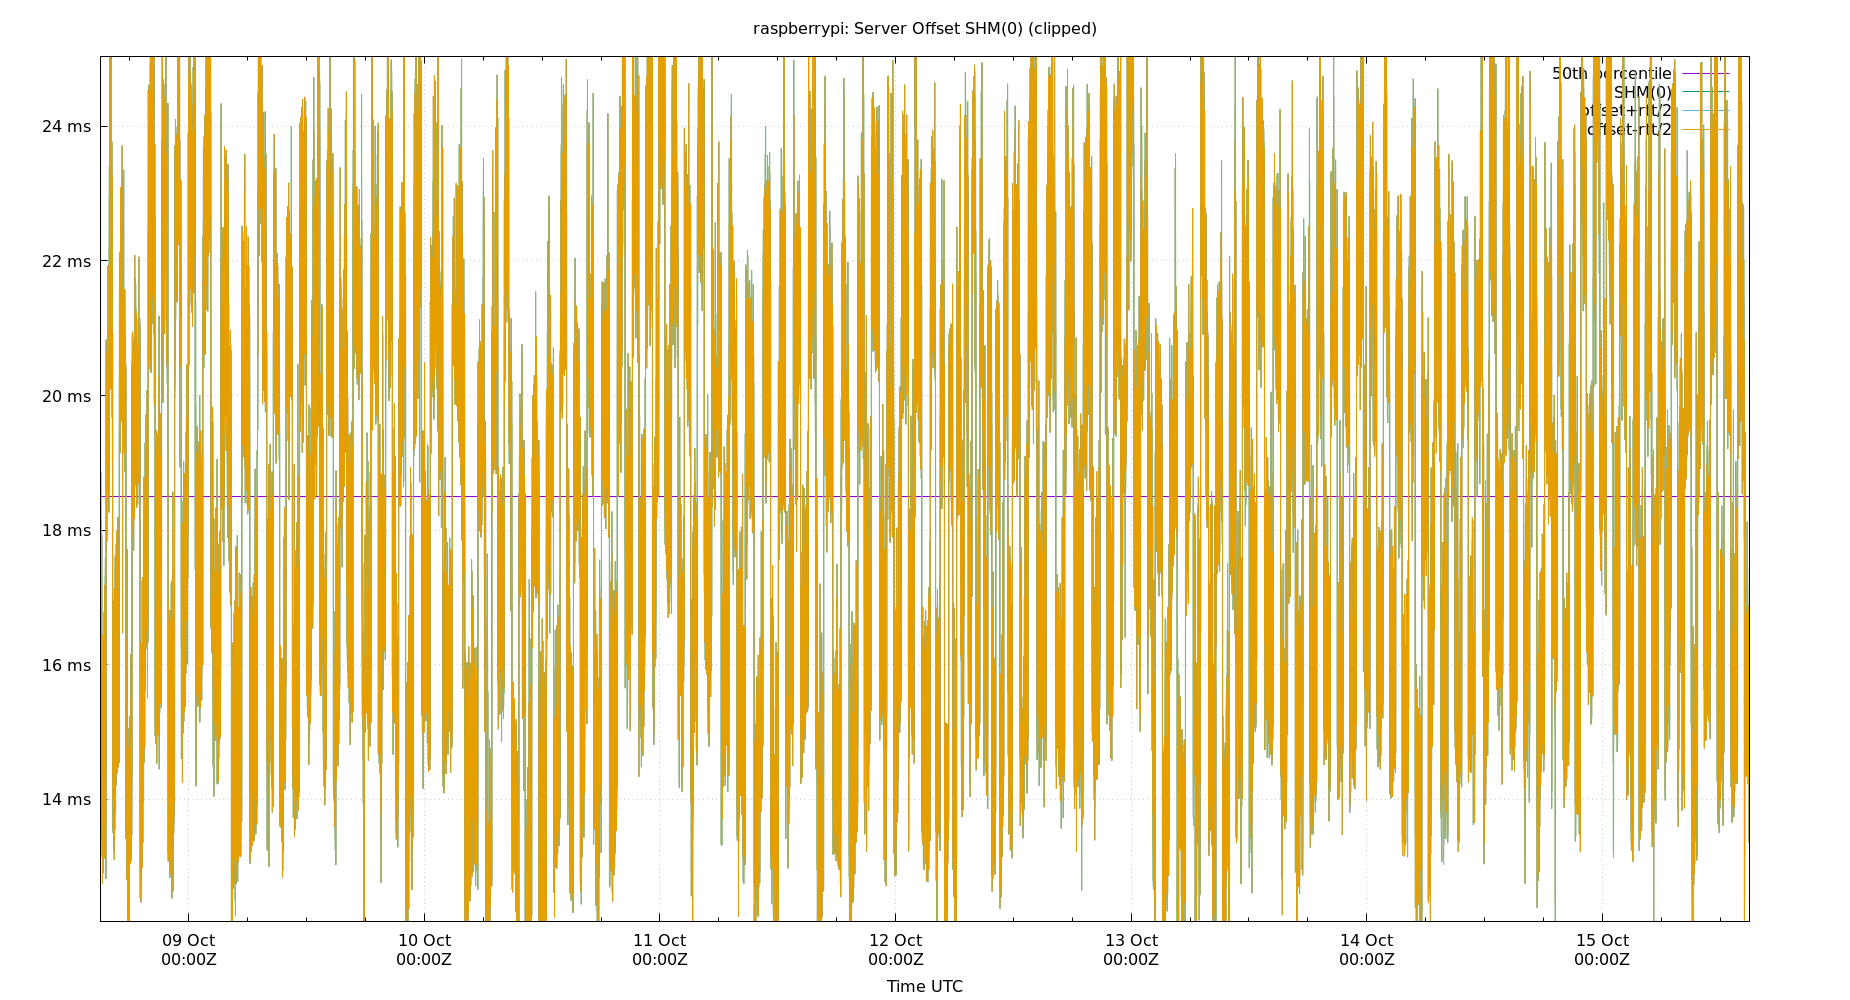 raspberrypi: Server Offset SHM(0) (clipped)
50th percentile
SHM(0)
offset+rtt/2
offset-rtt/2
24 ms
22 ms
20 ms
18 ms
16 ms
14 ms
09 Oct
00:00Z
10 Oct
00:00Z
11 Oct
00:00Z
12 Oct
00:00Z
13 Oct
00:00Z
14 Oct
00:00Z
15 Oct
00:00Z
Time UTC